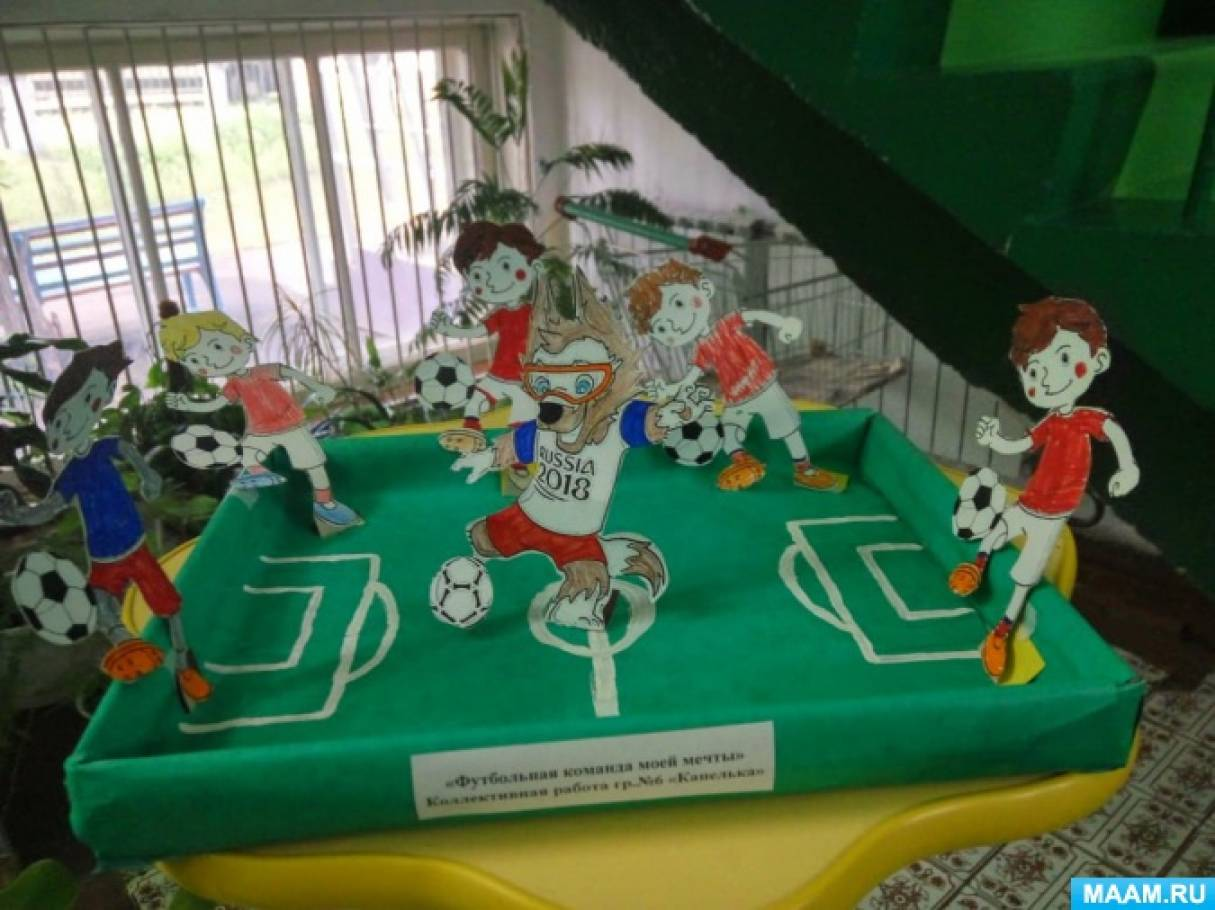 RUSSIA
2018
«Футбольная команда моей мечты»
Коллективная работа гр.№6 «Капелька»
MAAM.RU